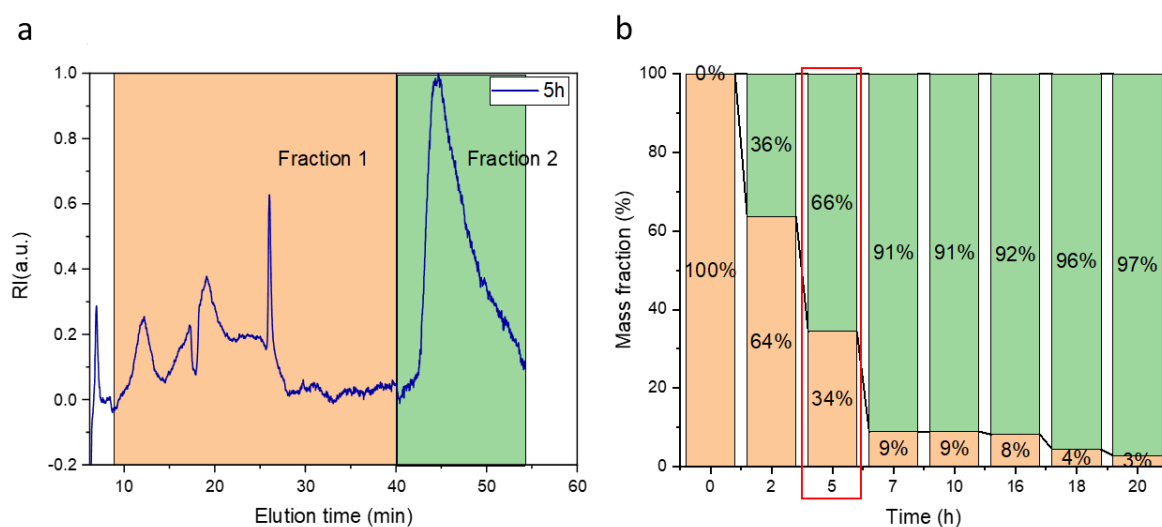 a
1.0
0.8
0.6
0.4
0.2
0.0
-0.2
RI(a.u.)
5h
Fraction 1
Fraction 2
10 20 30 40 50 60
Elution time (min)
b
100
80
60
40
20
0
Mass fraction (%)
0%
36%
66%
91% 91% 92% 96% 97%
100%
64%
34%
9% 9% 8% 4% 3%
0 2 5 7 10 16 18 20
Time (h)